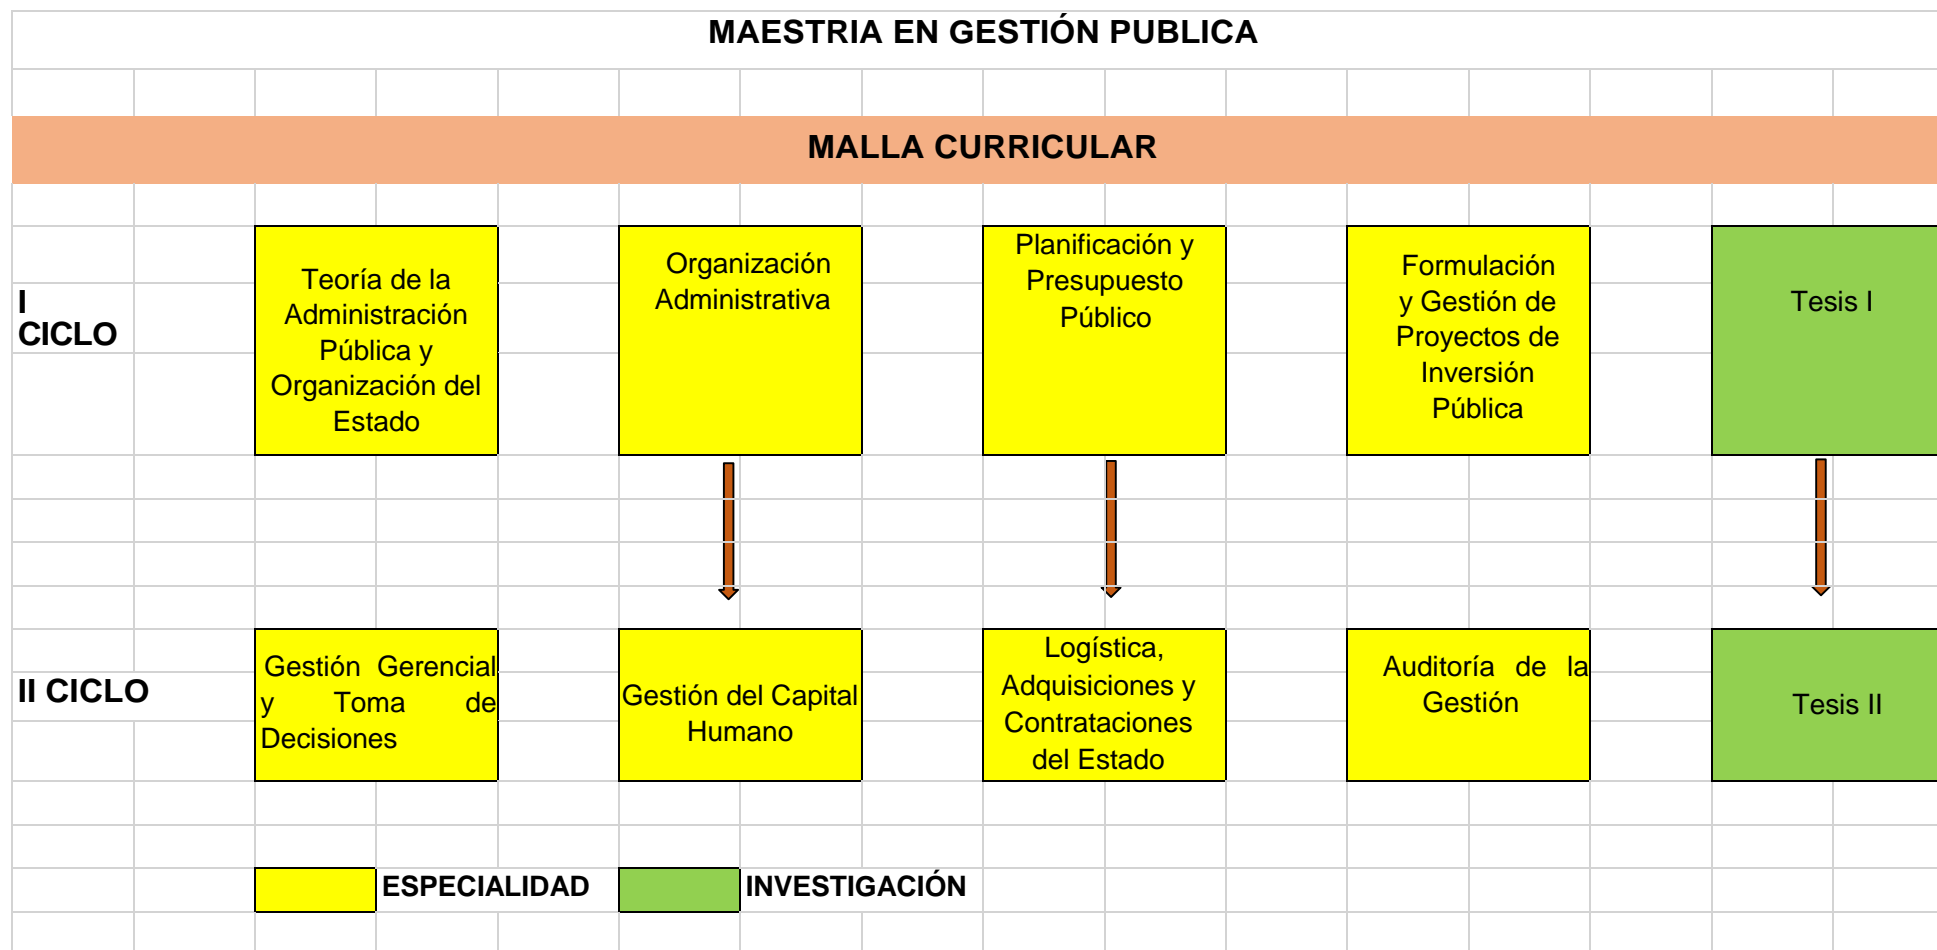 MAESTRIA EN GESTIÓN PUBLICA
MALLA CURRICULAR
I
CICLO
Teoría de la
Administración
Pública y
Organización del
Estado
Organización
Administrativa
Planificación y
Presupuesto
Público
Formulación
y Gestión de
Proyectos de
Inversión
Pública
Tesis I
II CICLO
Gestión Gerencial
y Toma de
Decisiones
Gestión del Capital
Humano
Logística,
Adquisiciones y
Contrataciones
del Estado
Auditoría de la
Gestión
Tesis II
ESPECIALIDAD
INVESTIGACIÓN